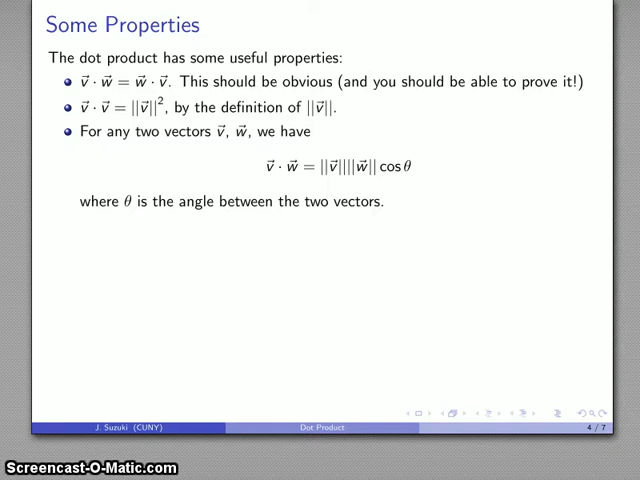 Some Properties
The dot product has some useful properties:
v⃗ · w⃗ = w⃗ · v⃗. This should be obvious (and you should be able to prove it!)
v⃗ · v⃗ = ||v⃗||², by the definition of ||v⃗||.
For any two vectors v⃗, w⃗, we have
v⃗ · w⃗ = ||v⃗||||w⃗|| cos θ
where θ is the angle between the two vectors.
J. Suzuki (CUNY) Dot Product 4 / 7
Screencast-O-Matic.com